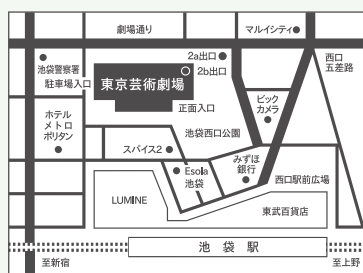 劇場通り
マルイシティ
2a出口
2b出口
西口
五差路
池袋警察署
駐車場入口
東京芸術劇場
正面入口
ビック
カメラ
ホテル
メトロ
ポリタン
池袋西口公園
スパイス2
みずほ
銀行
Esola
池袋
西口駅前広場
LUMINE
東武百貨店
池袋駅
至新宿
至上野